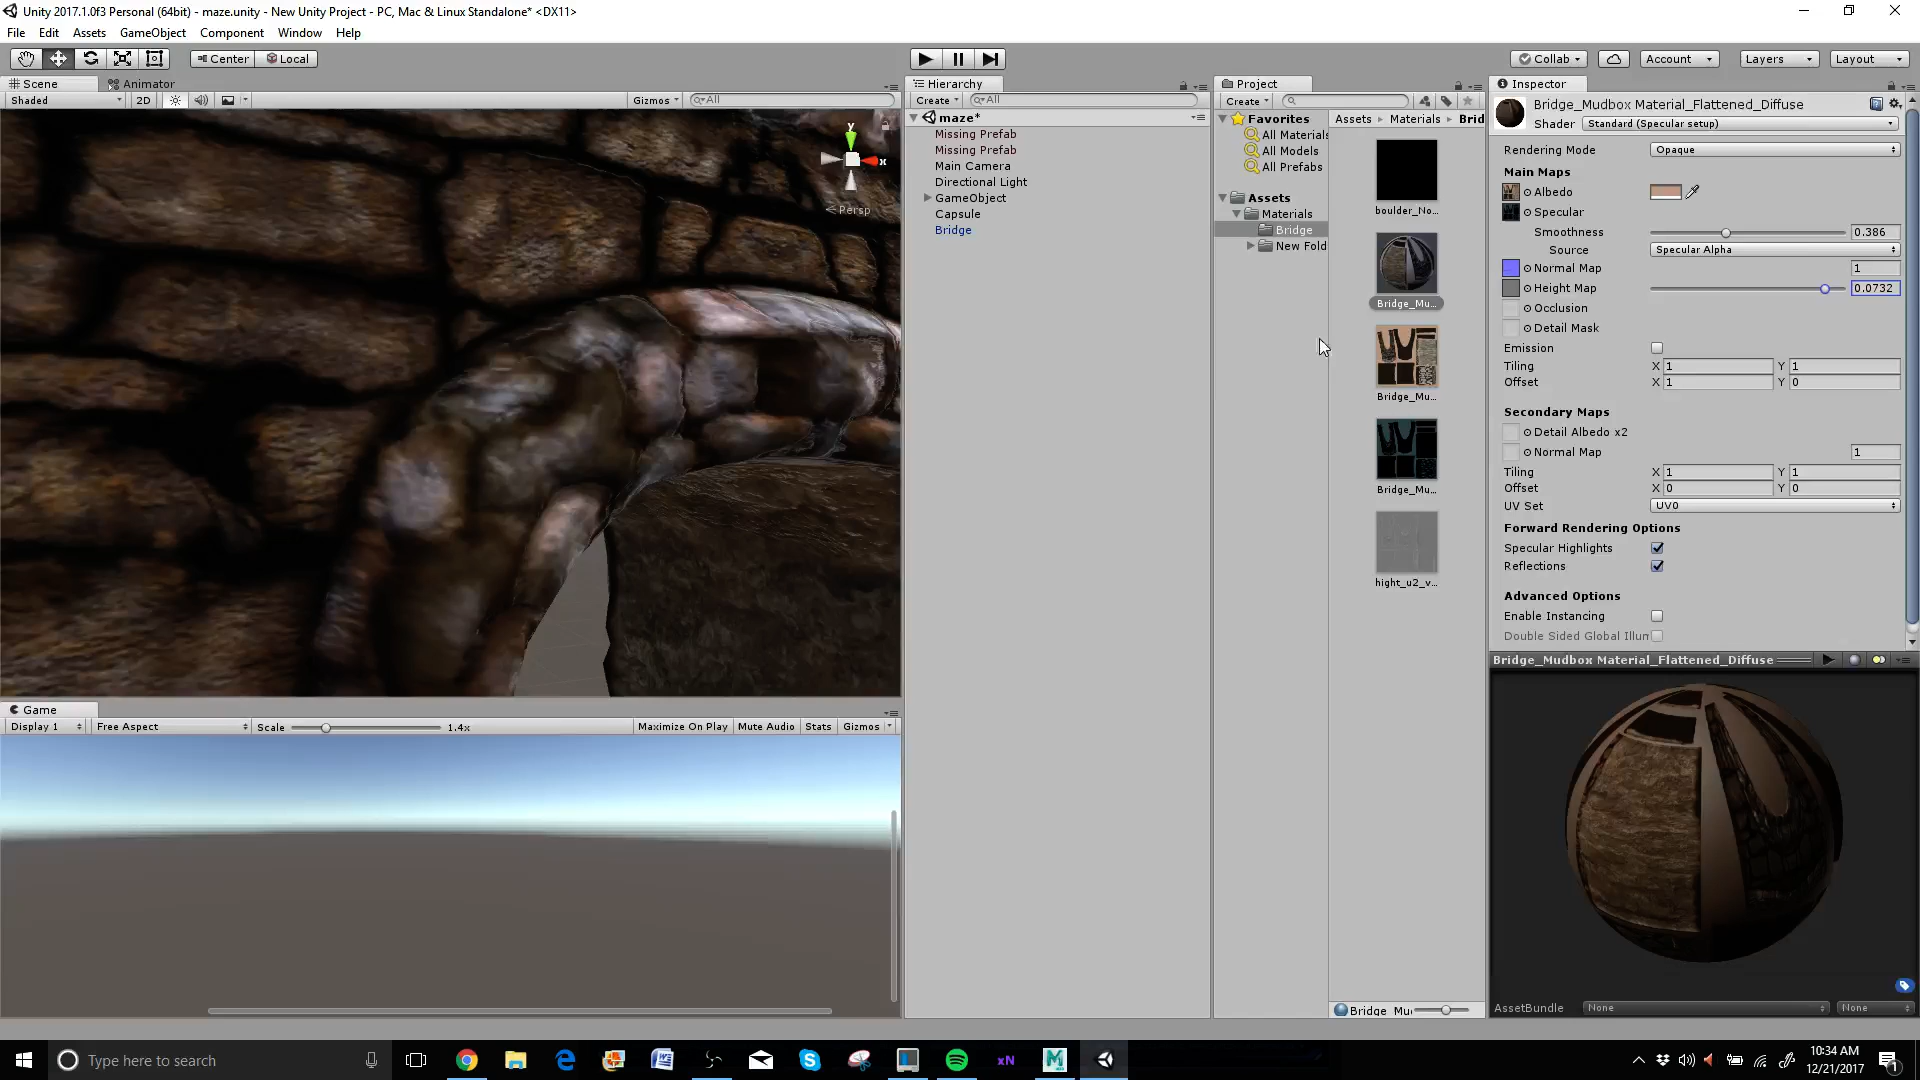 Unity 2017.1.0f3 Personal (64bit) - maze.unity - New Unity Project - PC, Mac & Linux Standalone* <DX11>
File Edit Assets GameObject Component Window Help
Center Local
Collab Account Layers Layout
Scene Animator
Shaded 2D Gizmos All
y
x
Persp
Game
Display 1 Free Aspect Scale 1.4x Maximize On Play Mute Audio Stats Gizmos
Hierarchy
Create All
maze*
Missing Prefab
Missing Prefab
Main Camera
Directional Light
GameObject
Capsule
Bridge
Project
Create
Favorites
All Materials
All Models
All Prefabs
Assets
Materials
Bridge
New Fold
Assets Materials Brid
boulder_No...
Bridge_Mu...
Bridge_Mu...
Bridge_Mu...
hight_u2_v...
Bridge_Mu
Inspector
Bridge_Mudbox Material_Flattened_Diffuse
Shader Standard (Specular setup)
Rendering Mode Opaque
Main Maps
Albedo
Specular
Smoothness 0.386
Source Specular Alpha
Normal Map 1
Height Map 0.0732
Occlusion
Detail Mask
Emission
Tiling X 1 Y 1
Offset X 1 Y 0
Secondary Maps
Detail Albedo x2
Normal Map 1
Tiling X 1 Y 1
Offset X 0 Y 0
UV Set UV0
Forward Rendering Options
Specular Highlights
Reflections
Advanced Options
Enable Instancing
Double Sided Global Illum
Bridge_Mudbox Material_Flattened_Diffuse
AssetBundle None None
Type here to search
xN
10:34 AM
12/21/2017
1